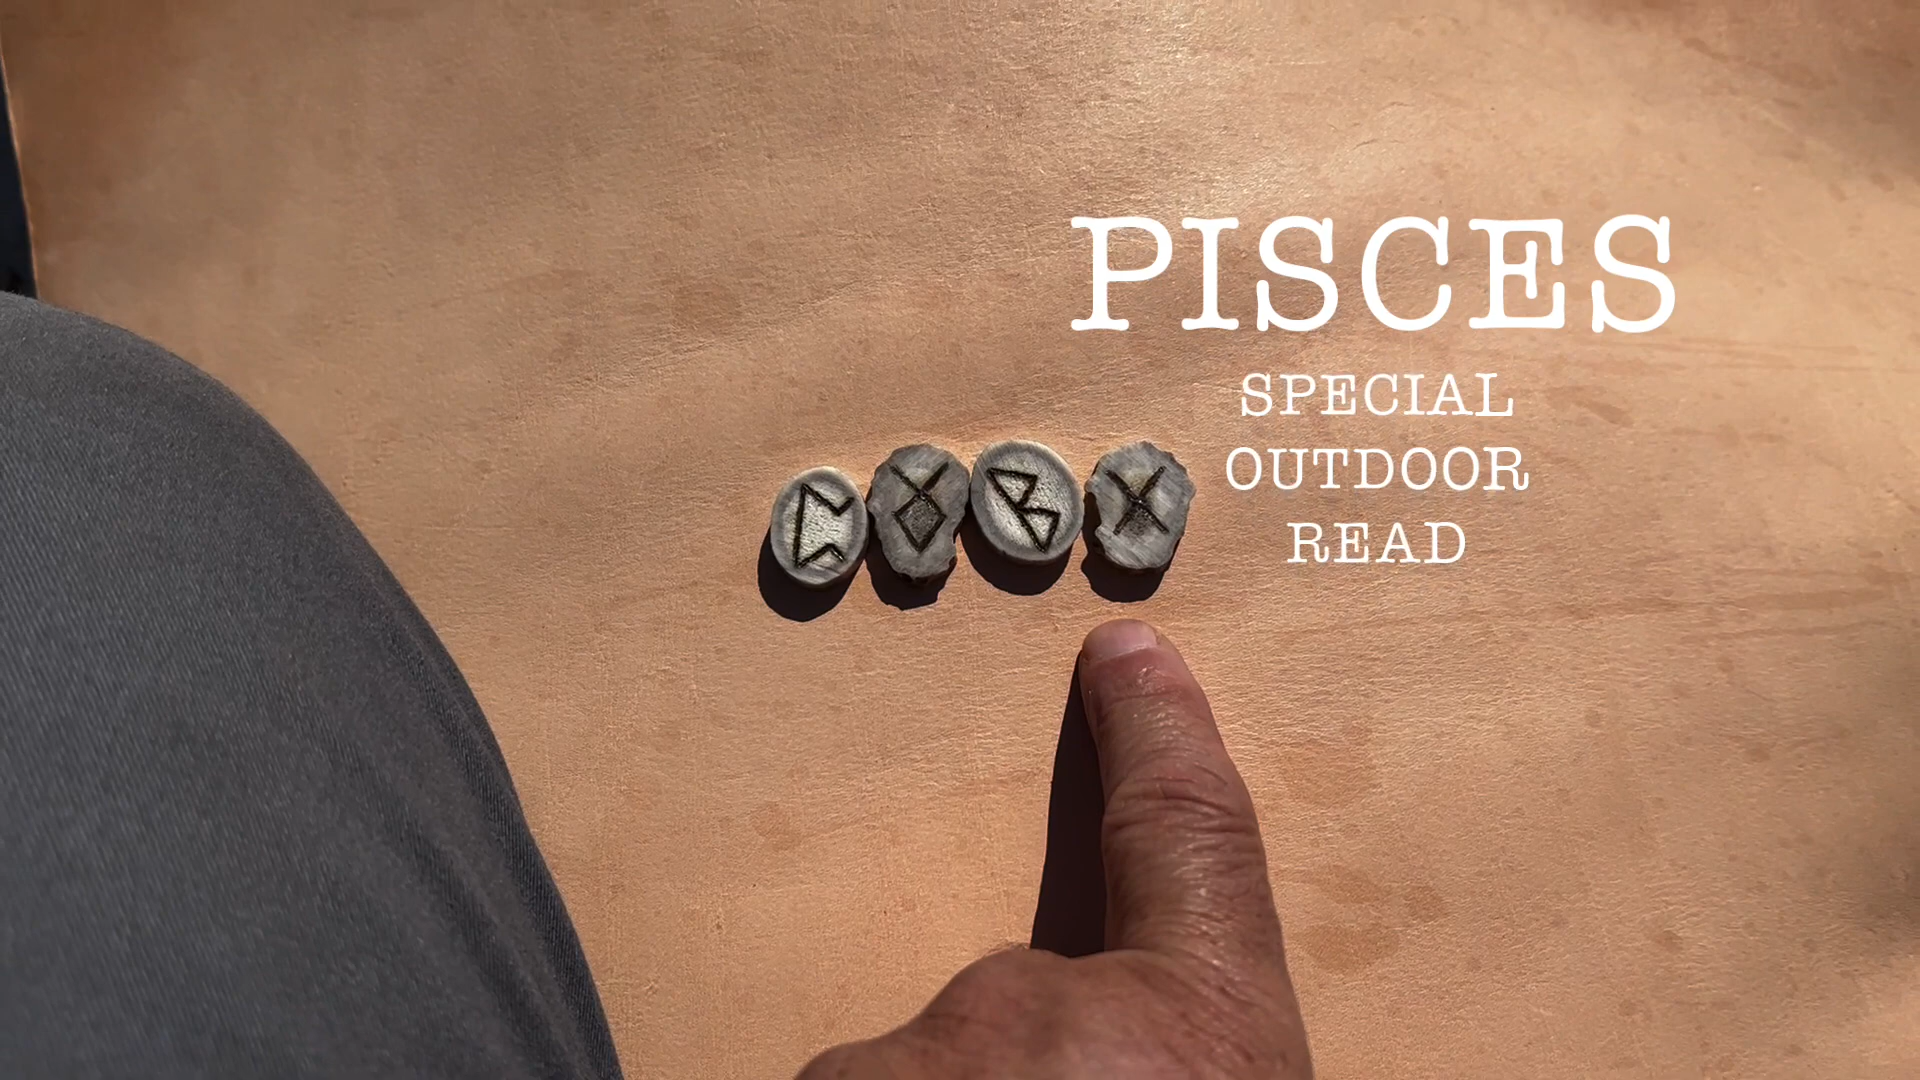 PISCES
SPECIAL
OUTDOOR
READ
ᛈ ᛟ ᛒ ᚷ